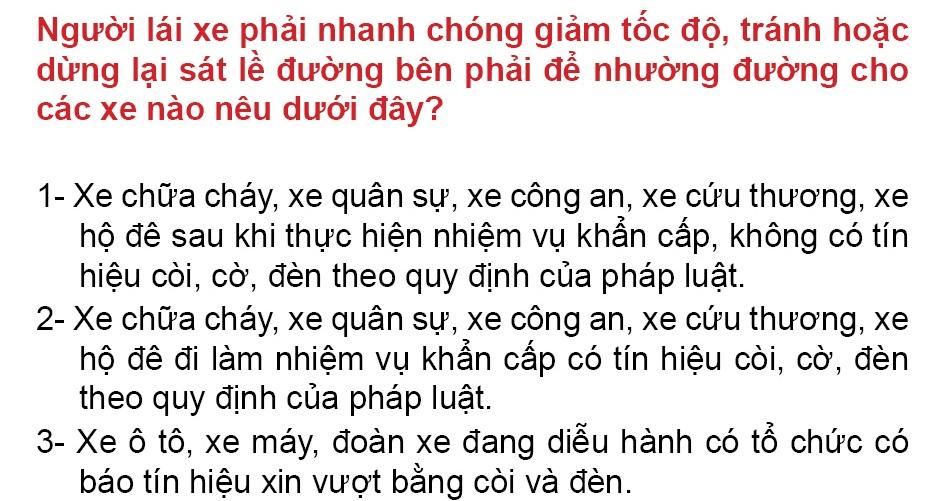 Người lái xe phải nhanh chóng giảm tốc độ, tránh hoặc
dừng lại sát lề đường bên phải để nhường đường cho
các xe nào nêu dưới đây?
1- Xe chữa cháy, xe quân sự, xe công an, xe cứu thương, xe
hộ đê sau khi thực hiện nhiệm vụ khẩn cấp, không có tín
hiệu còi, cờ, đèn theo quy định của pháp luật.
2- Xe chữa cháy, xe quân sự, xe công an, xe cứu thương, xe
hộ đê đi làm nhiệm vụ khẩn cấp có tín hiệu còi, cờ, đèn
theo quy định của pháp luật.
3- Xe ô tô, xe máy, đoàn xe đang diễu hành có tổ chức có
báo tín hiệu xin vượt bằng còi và đèn.